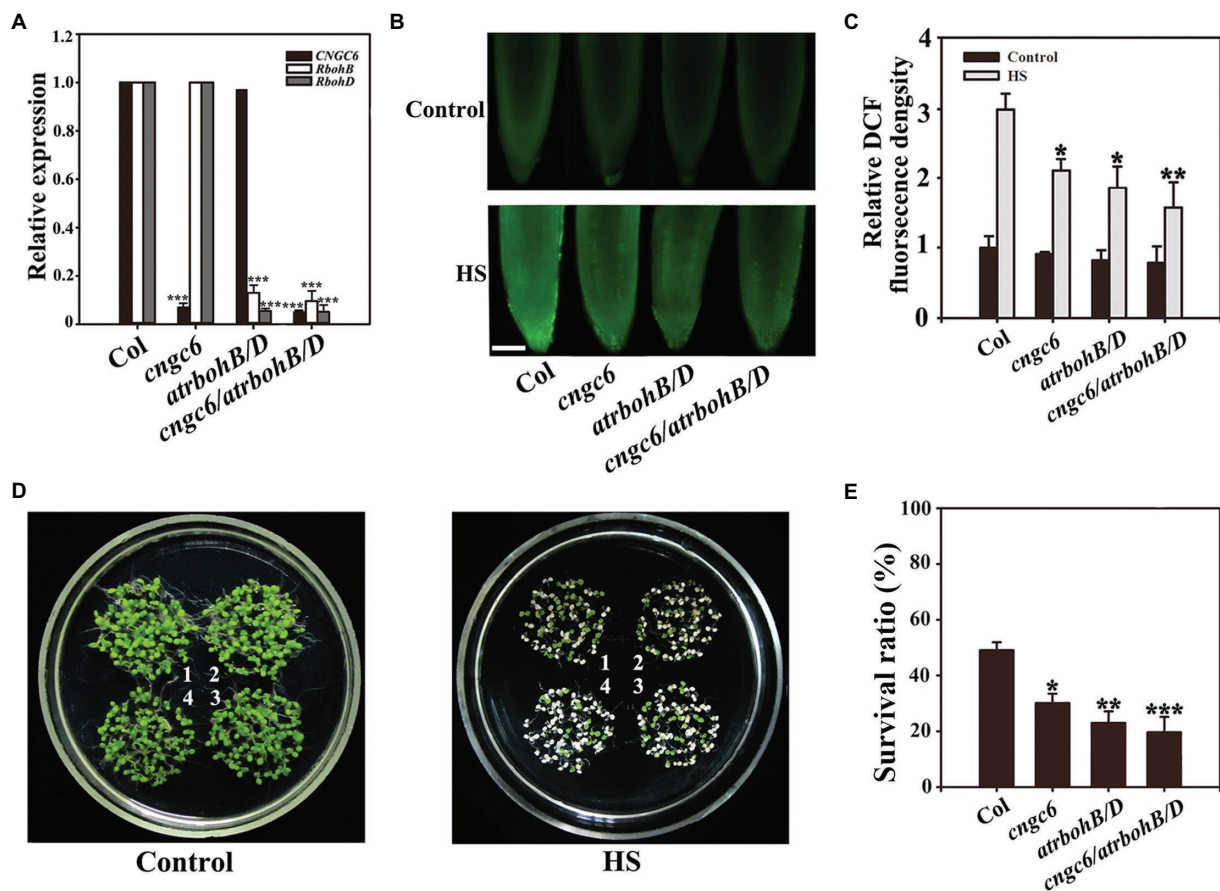 A
1.2
1.0
0.8
0.6
0.4
0.2
0
Relative expression
CNGC6
RbohB
RbohD
***
***
***
***
***
***
Col
cngc6
atrbohB/D
cngc6/atrbohB/D
B
Control
HS
Col
cngc6
atrbohB/D
cngc6/atrbohB/D
C
4
3
2
1
0
Relative DCF
fluorsecence dengsity
Control
HS
*
*
**
Col
cngc6
atrbohB/D
cngc6/atrbohB/D
D
1 2
4 3
Control
1 2
4 3
HS
E
100
80
60
40
20
0
Survival ratio (%)
*
**
***
Col
cngc6
atrbohB/D
cngc6/atrbohB/D